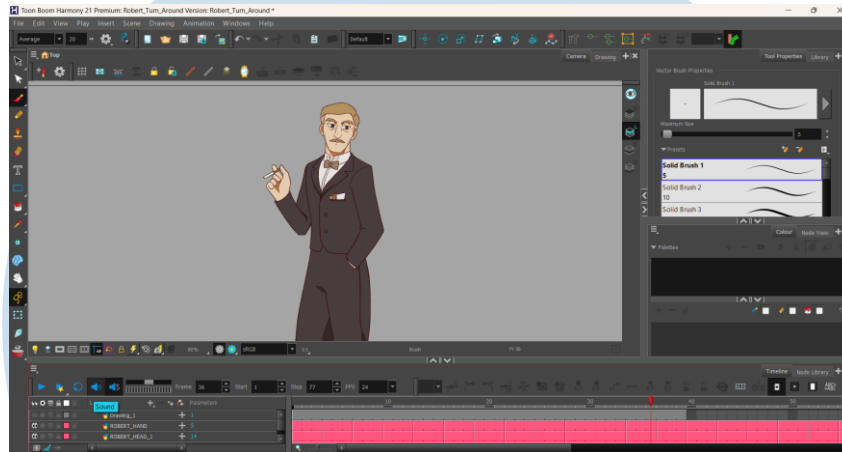 Toon Boom Harmony 21 Premium: Robert_Turn_Around Version: Robert_Turn_Around *
File Edit View Play Insert Scene Drawing Animation Windows Help
Average 20 Default
Top Camera Drawing Tool Properties Library
Vector Brush Properties
Solid Brush 1
Maximum Size
5
Presets
Solid Brush 1
5
Solid Brush 2
10
Solid Brush 3
Colour Node View
Palettes
sRGB Brush
Timeline Node Library
Frame 36 Start 1 Stop 77 FPS 24
Sound Parameters 10 20 30 40 50
Drawing_1 1
ROBERT_HAND 5
ROBERT_HEAD_2